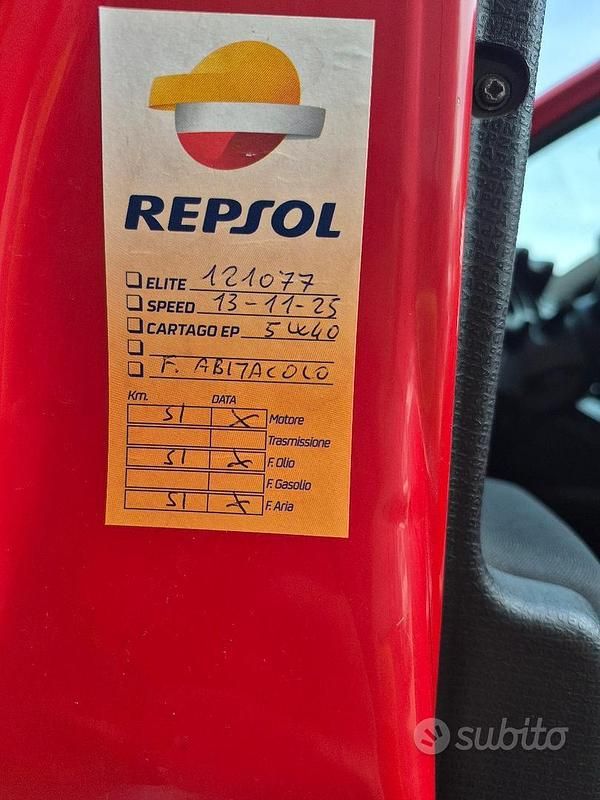 REPSOL
ELITE 121077
SPEED 13-11-25
CARTAGO EP 5W40
F. ABITACOLO
Km. DATA
SI X Motore
Trasmissione
SI X F. Olio
F. Gasolio
SI X F. Aria
subito